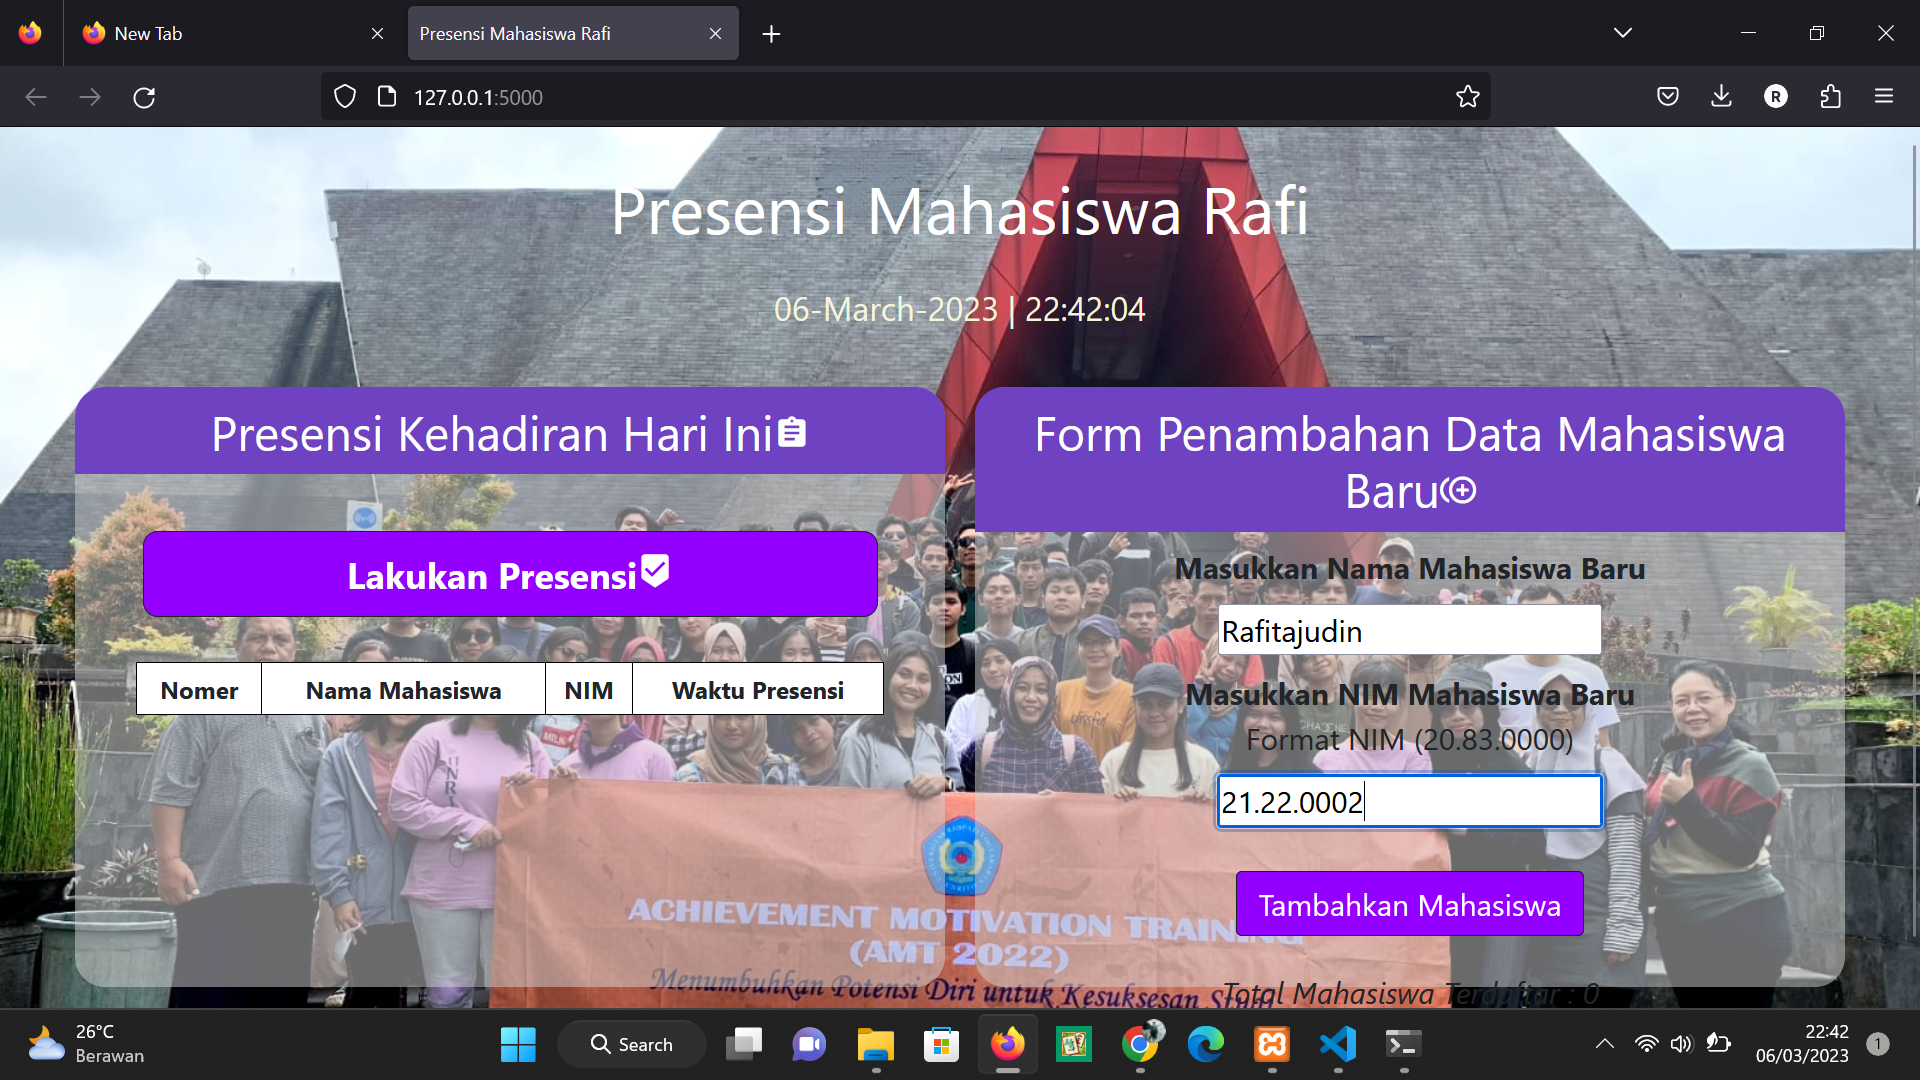 New Tab
Presensi Mahasiswa Rafi
127.0.0.1:5000
R
Presensi Mahasiswa Rafi
06-March-2023 | 22:42:04
Presensi Kehadiran Hari Ini
Lakukan Presensi
Nomer Nama Mahasiswa NIM Waktu Presensi
Form Penambahan Data Mahasiswa
Baru
Masukkan Nama Mahasiswa Baru
Rafitajudin
Masukkan NIM Mahasiswa Baru
Format NIM (20.83.0000)
21.22.0002
Tambahkan Mahasiswa
Total Mahasiswa Terdaftar : 0
ACHIEVEMENT MOTIVATION TRAINING
(AMT 2022)
Menumbuhkan Potensi Diri untuk Kesuksesan Studi
26°C
Berawan
Search
22:42
06/03/2023
1